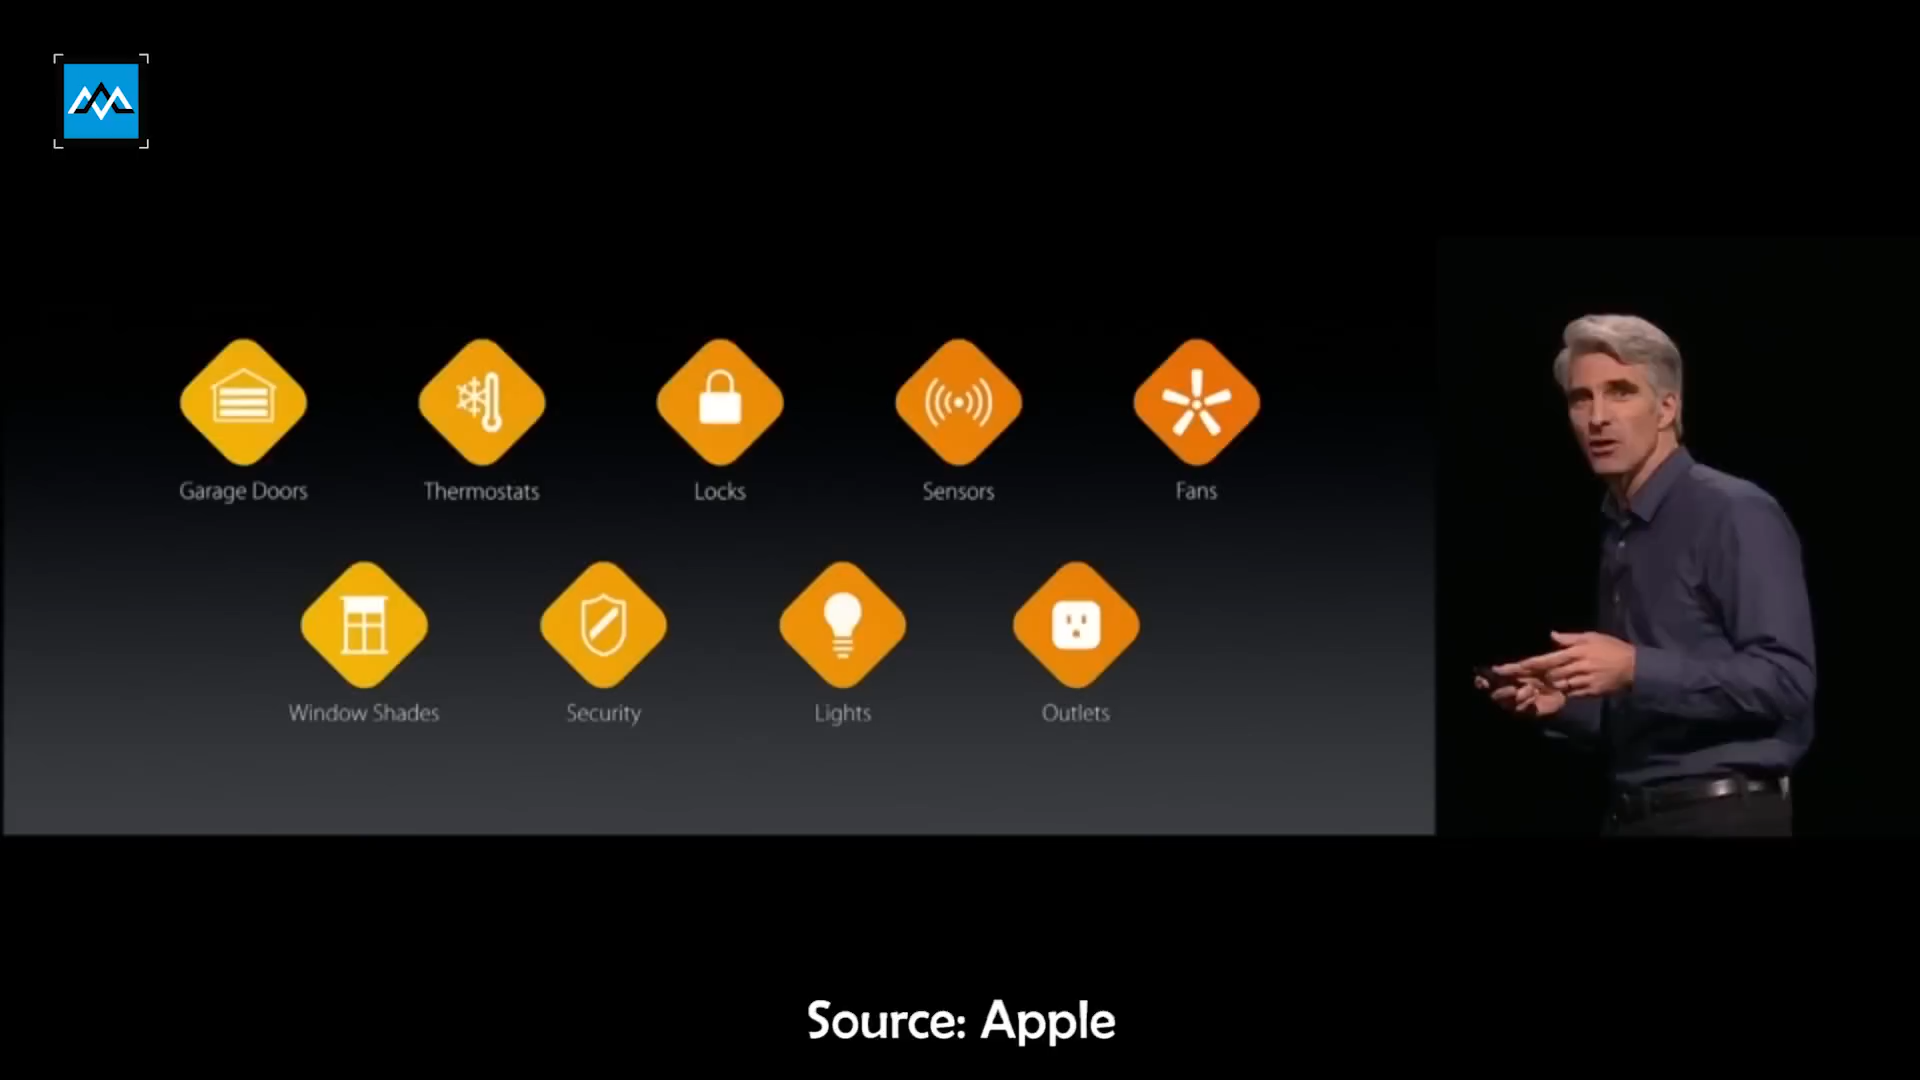 Garage Doors
Thermostats
Locks
Sensors
Fans
Window Shades
Security
Lights
Outlets
Source: Apple